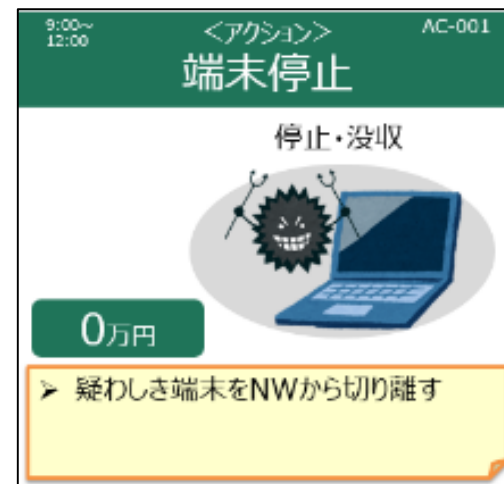 9:00～
12:00
＜アクション＞
AC-001
端末停止
停止・没収
0万円
➢ 疑わしき端末をNWから切り離す